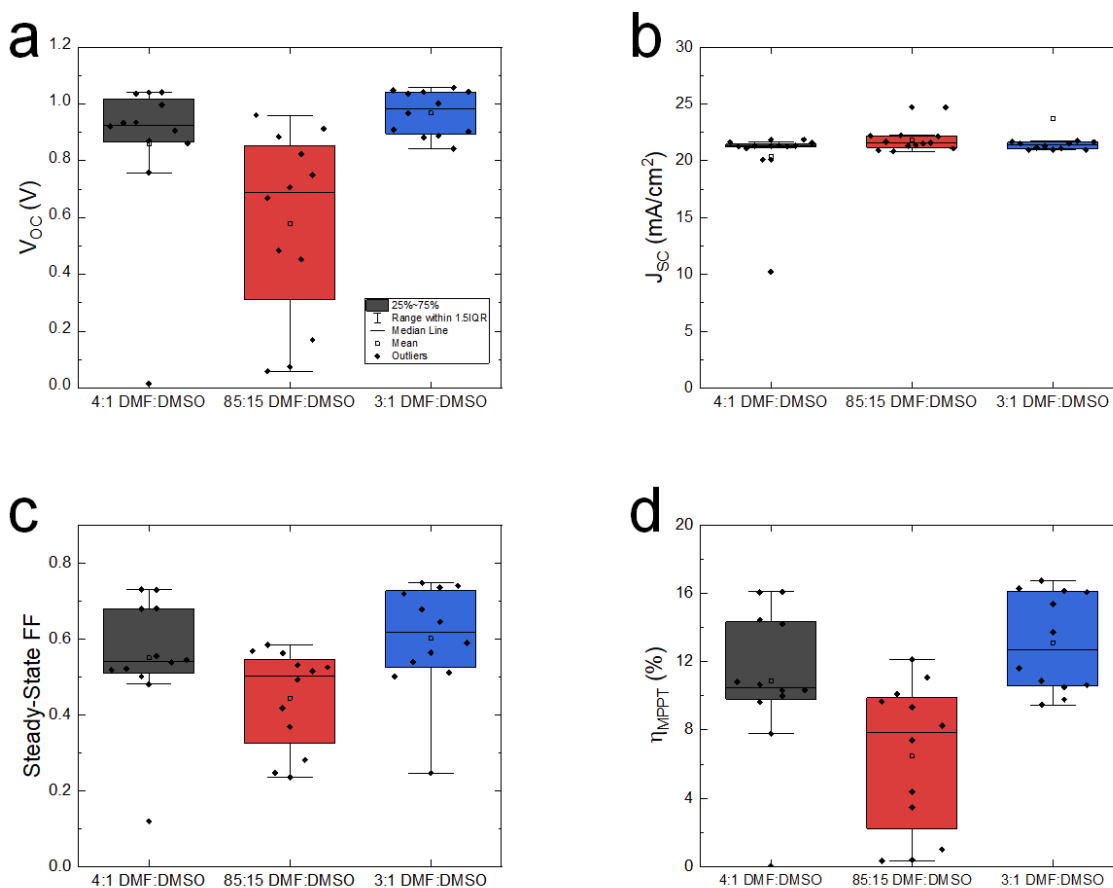 a
1.2
1.0
0.8
0.6
0.4
0.2
0.0
V_OC (V)
25%~75%
Range within 1.5IQR
Median Line
Mean
Outliers
4:1 DMF:DMSO
85:15 DMF:DMSO
3:1 DMF:DMSO
b
30
25
20
15
10
5
0
J_SC (mA/cm²)
4:1 DMF:DMSO
85:15 DMF:DMSO
3:1 DMF:DMSO
c
0.8
0.6
0.4
0.2
0.0
Steady-State FF
4:1 DMF:DMSO
85:15 DMF:DMSO
3:1 DMF:DMSO
d
20
16
12
8
4
0
η_MPPT (%)
4:1 DMF:DMSO
85:15 DMF:DMSO
3:1 DMF:DMSO